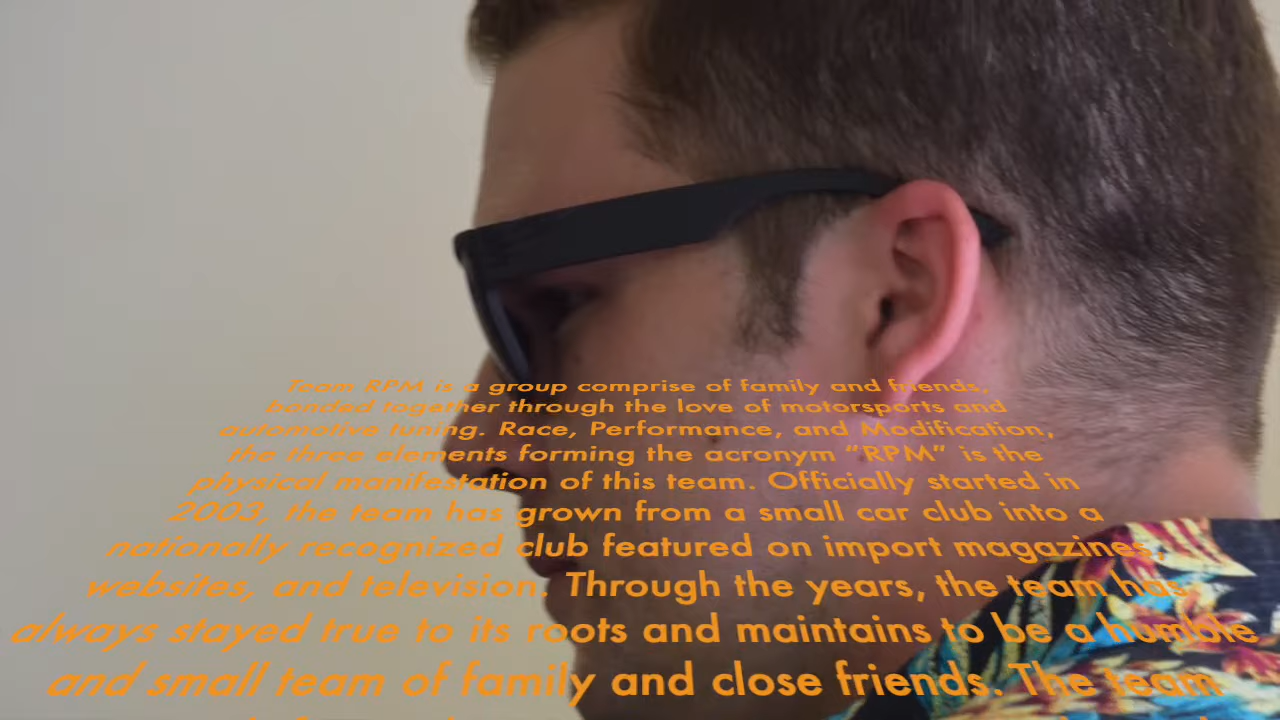 Team RPM is a group comprise of family and friends,
bonded together through the love of motorsports and
automotive tuning. Race, Performance, and Modification,
the three elements forming the acronym “RPM” is the
physical manifestation of this team. Officially started in
2003, the team has grown from a small car club into a
nationally recognized club featured on import magazines,
websites, and television. Through the years, the team has
always stayed true to its roots and maintains to be a humble
and small team of family and close friends. The team